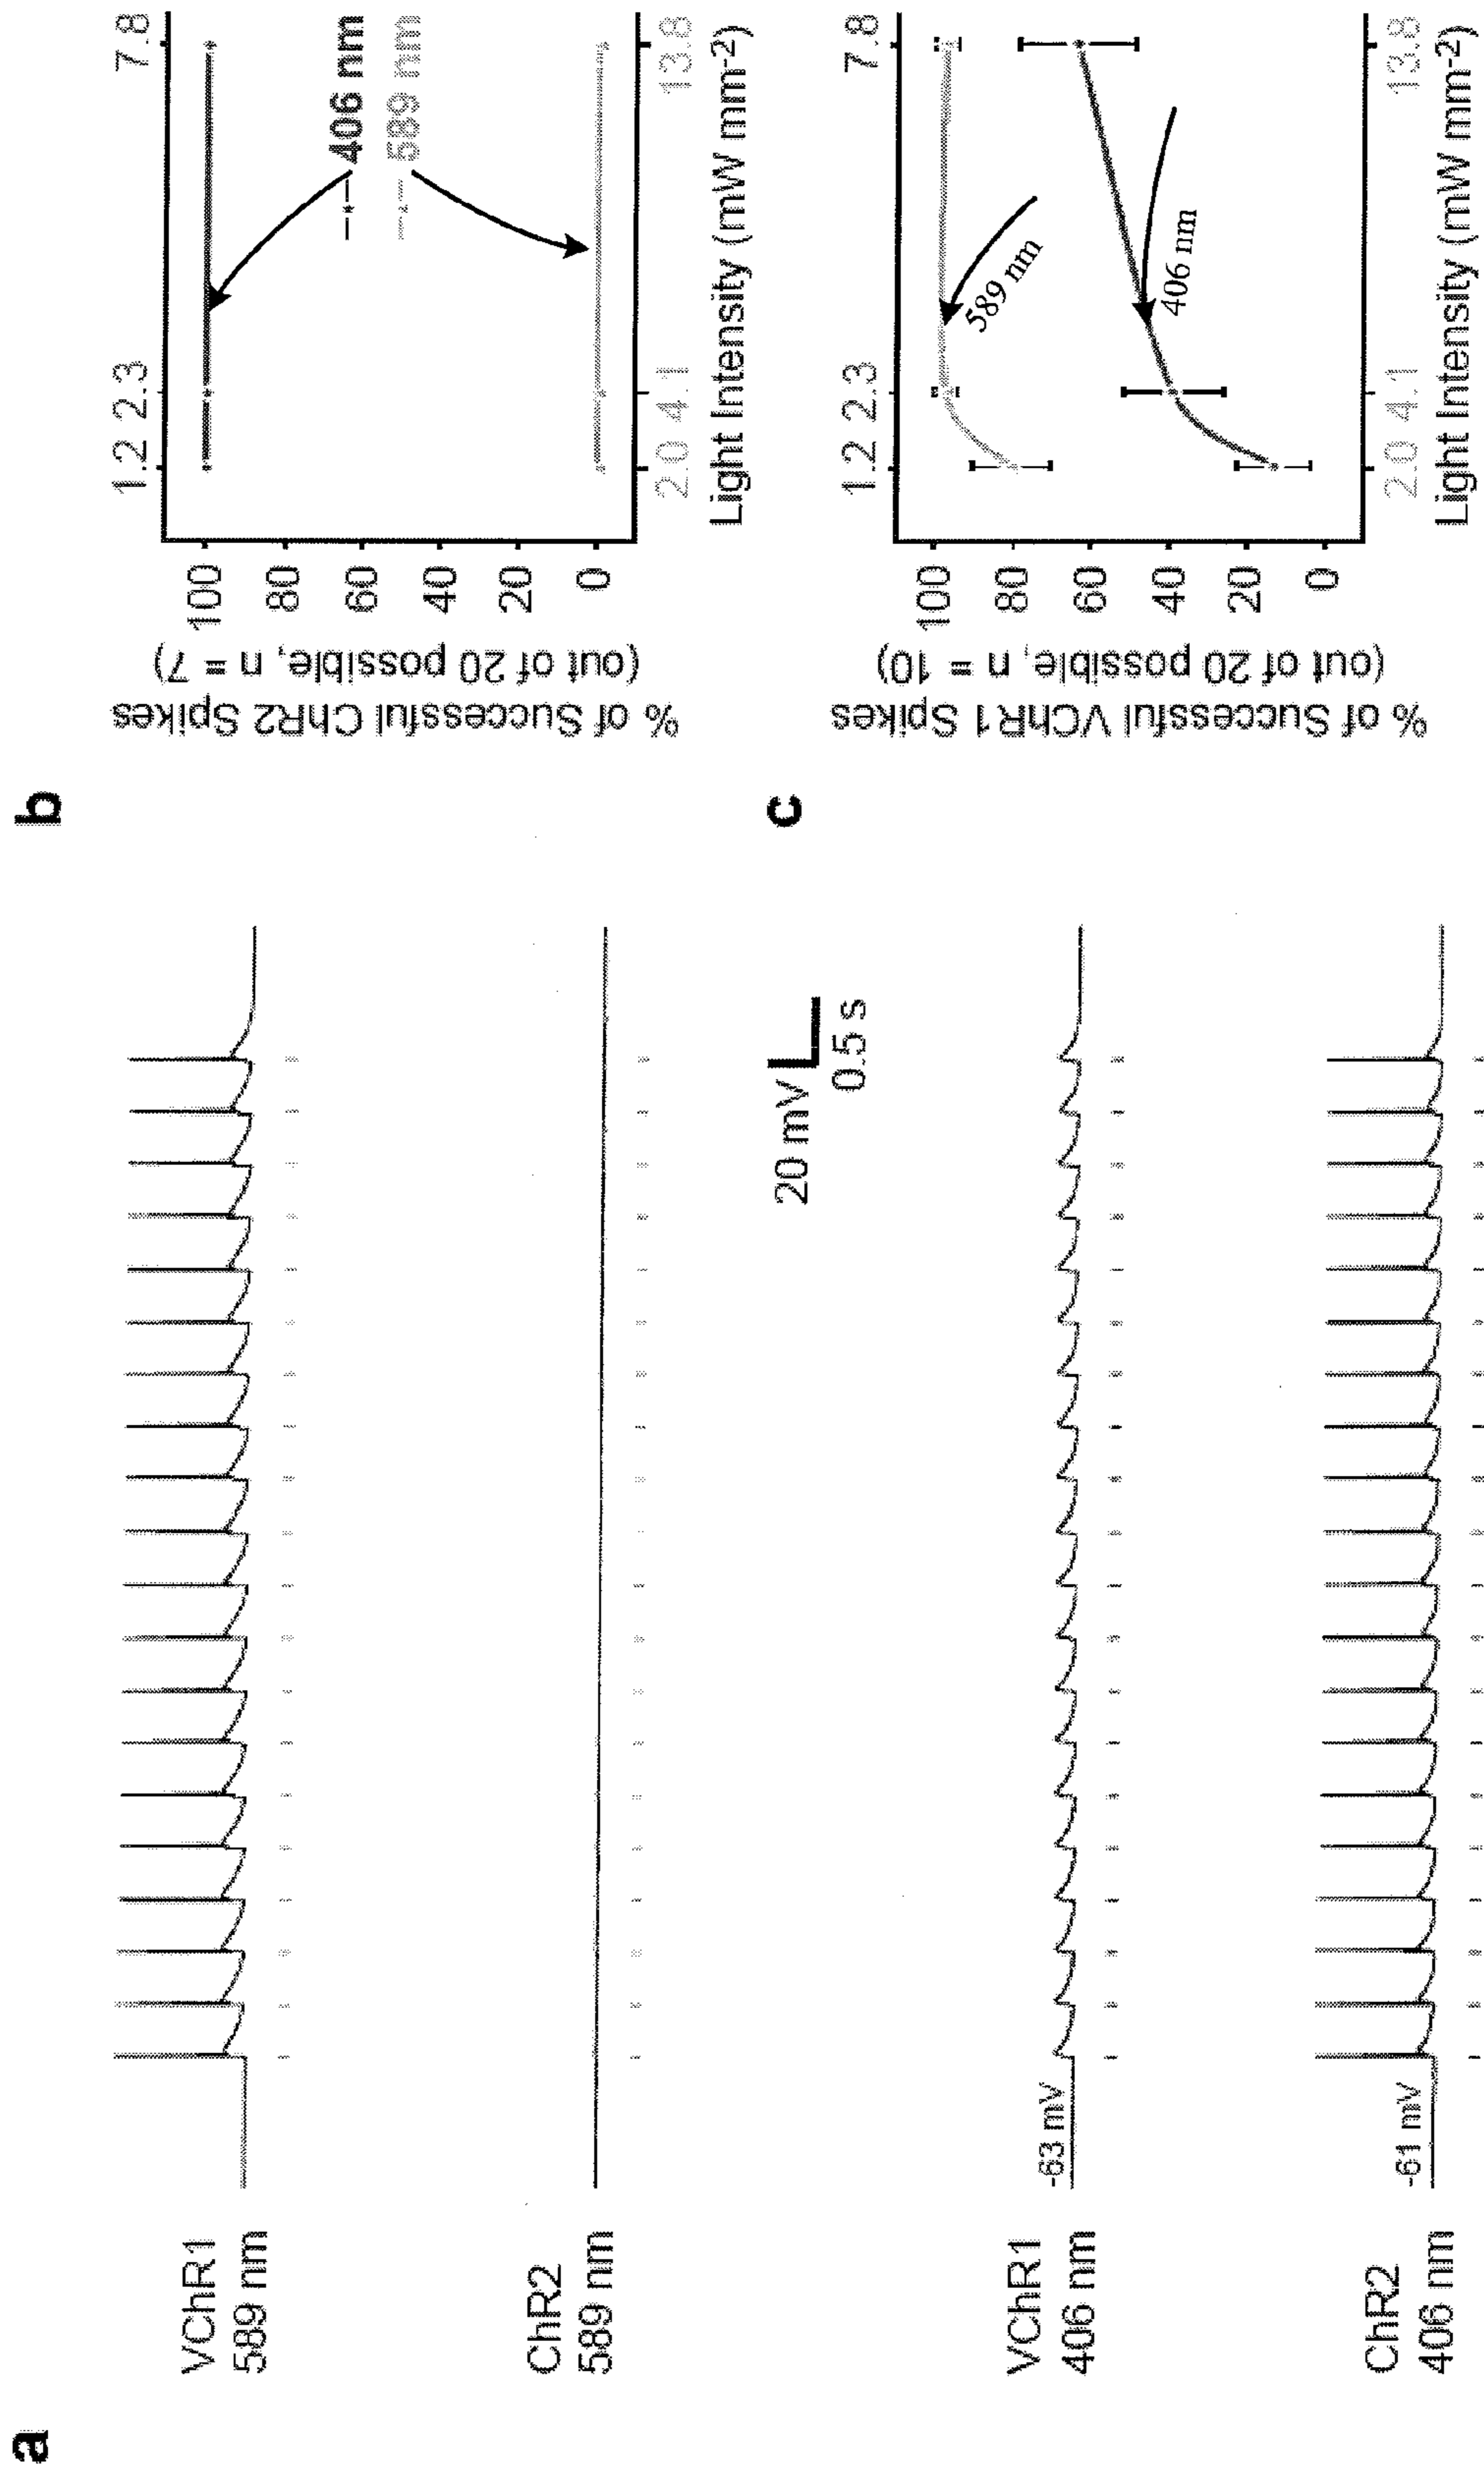 a
VChR1
589 nm
ChR2
589 nm
20 mV
0.5 s
VChR1
406 nm
-63 mV
ChR2
406 nm
-61 mV
b
% of Successful ChR2 Spikes
(out of 20 possible, n = 7)
100
80
60
40
20
0
1.2 2.3 7.8
406 nm
589 nm
2.0 4.1 13.8
Light Intensity (mW mm-2)
c
% of Successful VChR1 Spikes
(out of 20 possible, n = 10)
100
80
60
40
20
0
1.2 2.3 7.8
589 nm
406 nm
2.0 4.1 13.8
Light Intensity (mW mm-2)